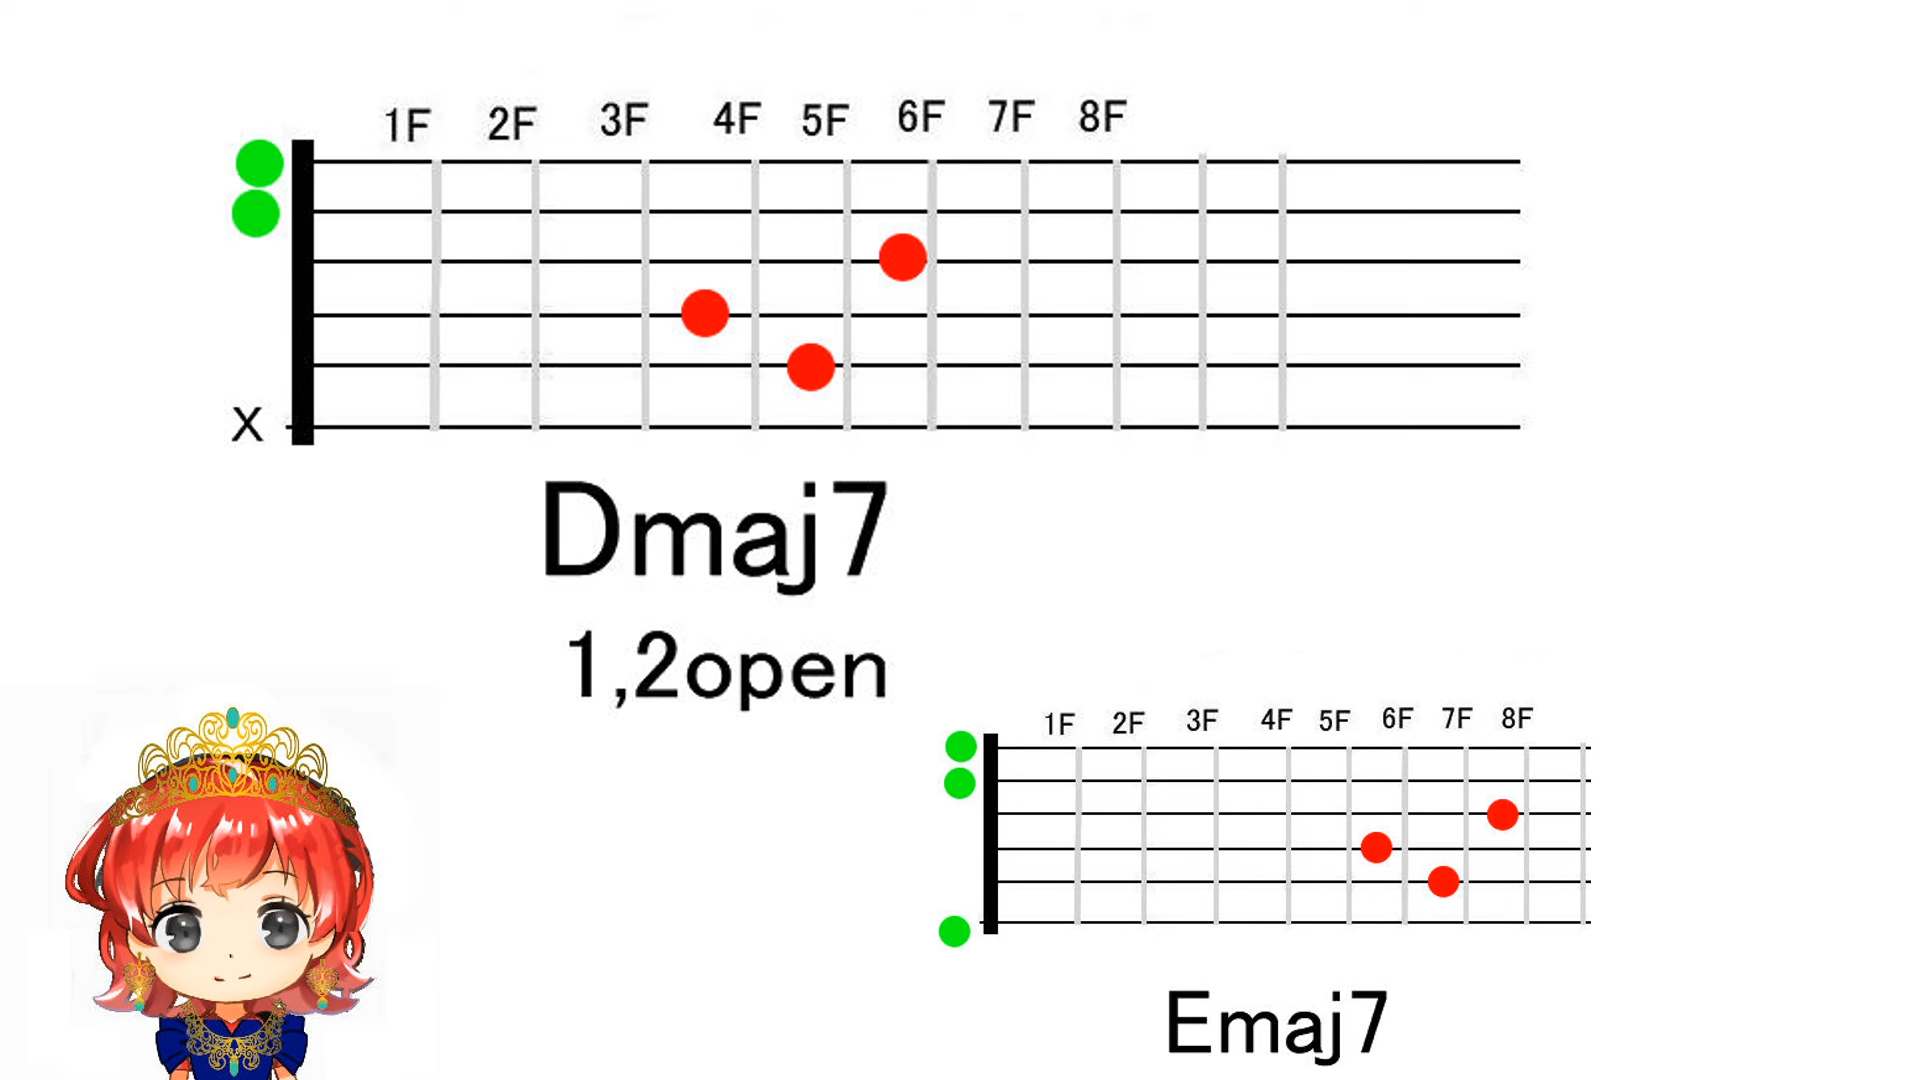 1F 2F 3F 4F 5F 6F 7F 8F
X
Dmaj7
1,2open
1F 2F 3F 4F 5F 6F 7F 8F
Emaj7